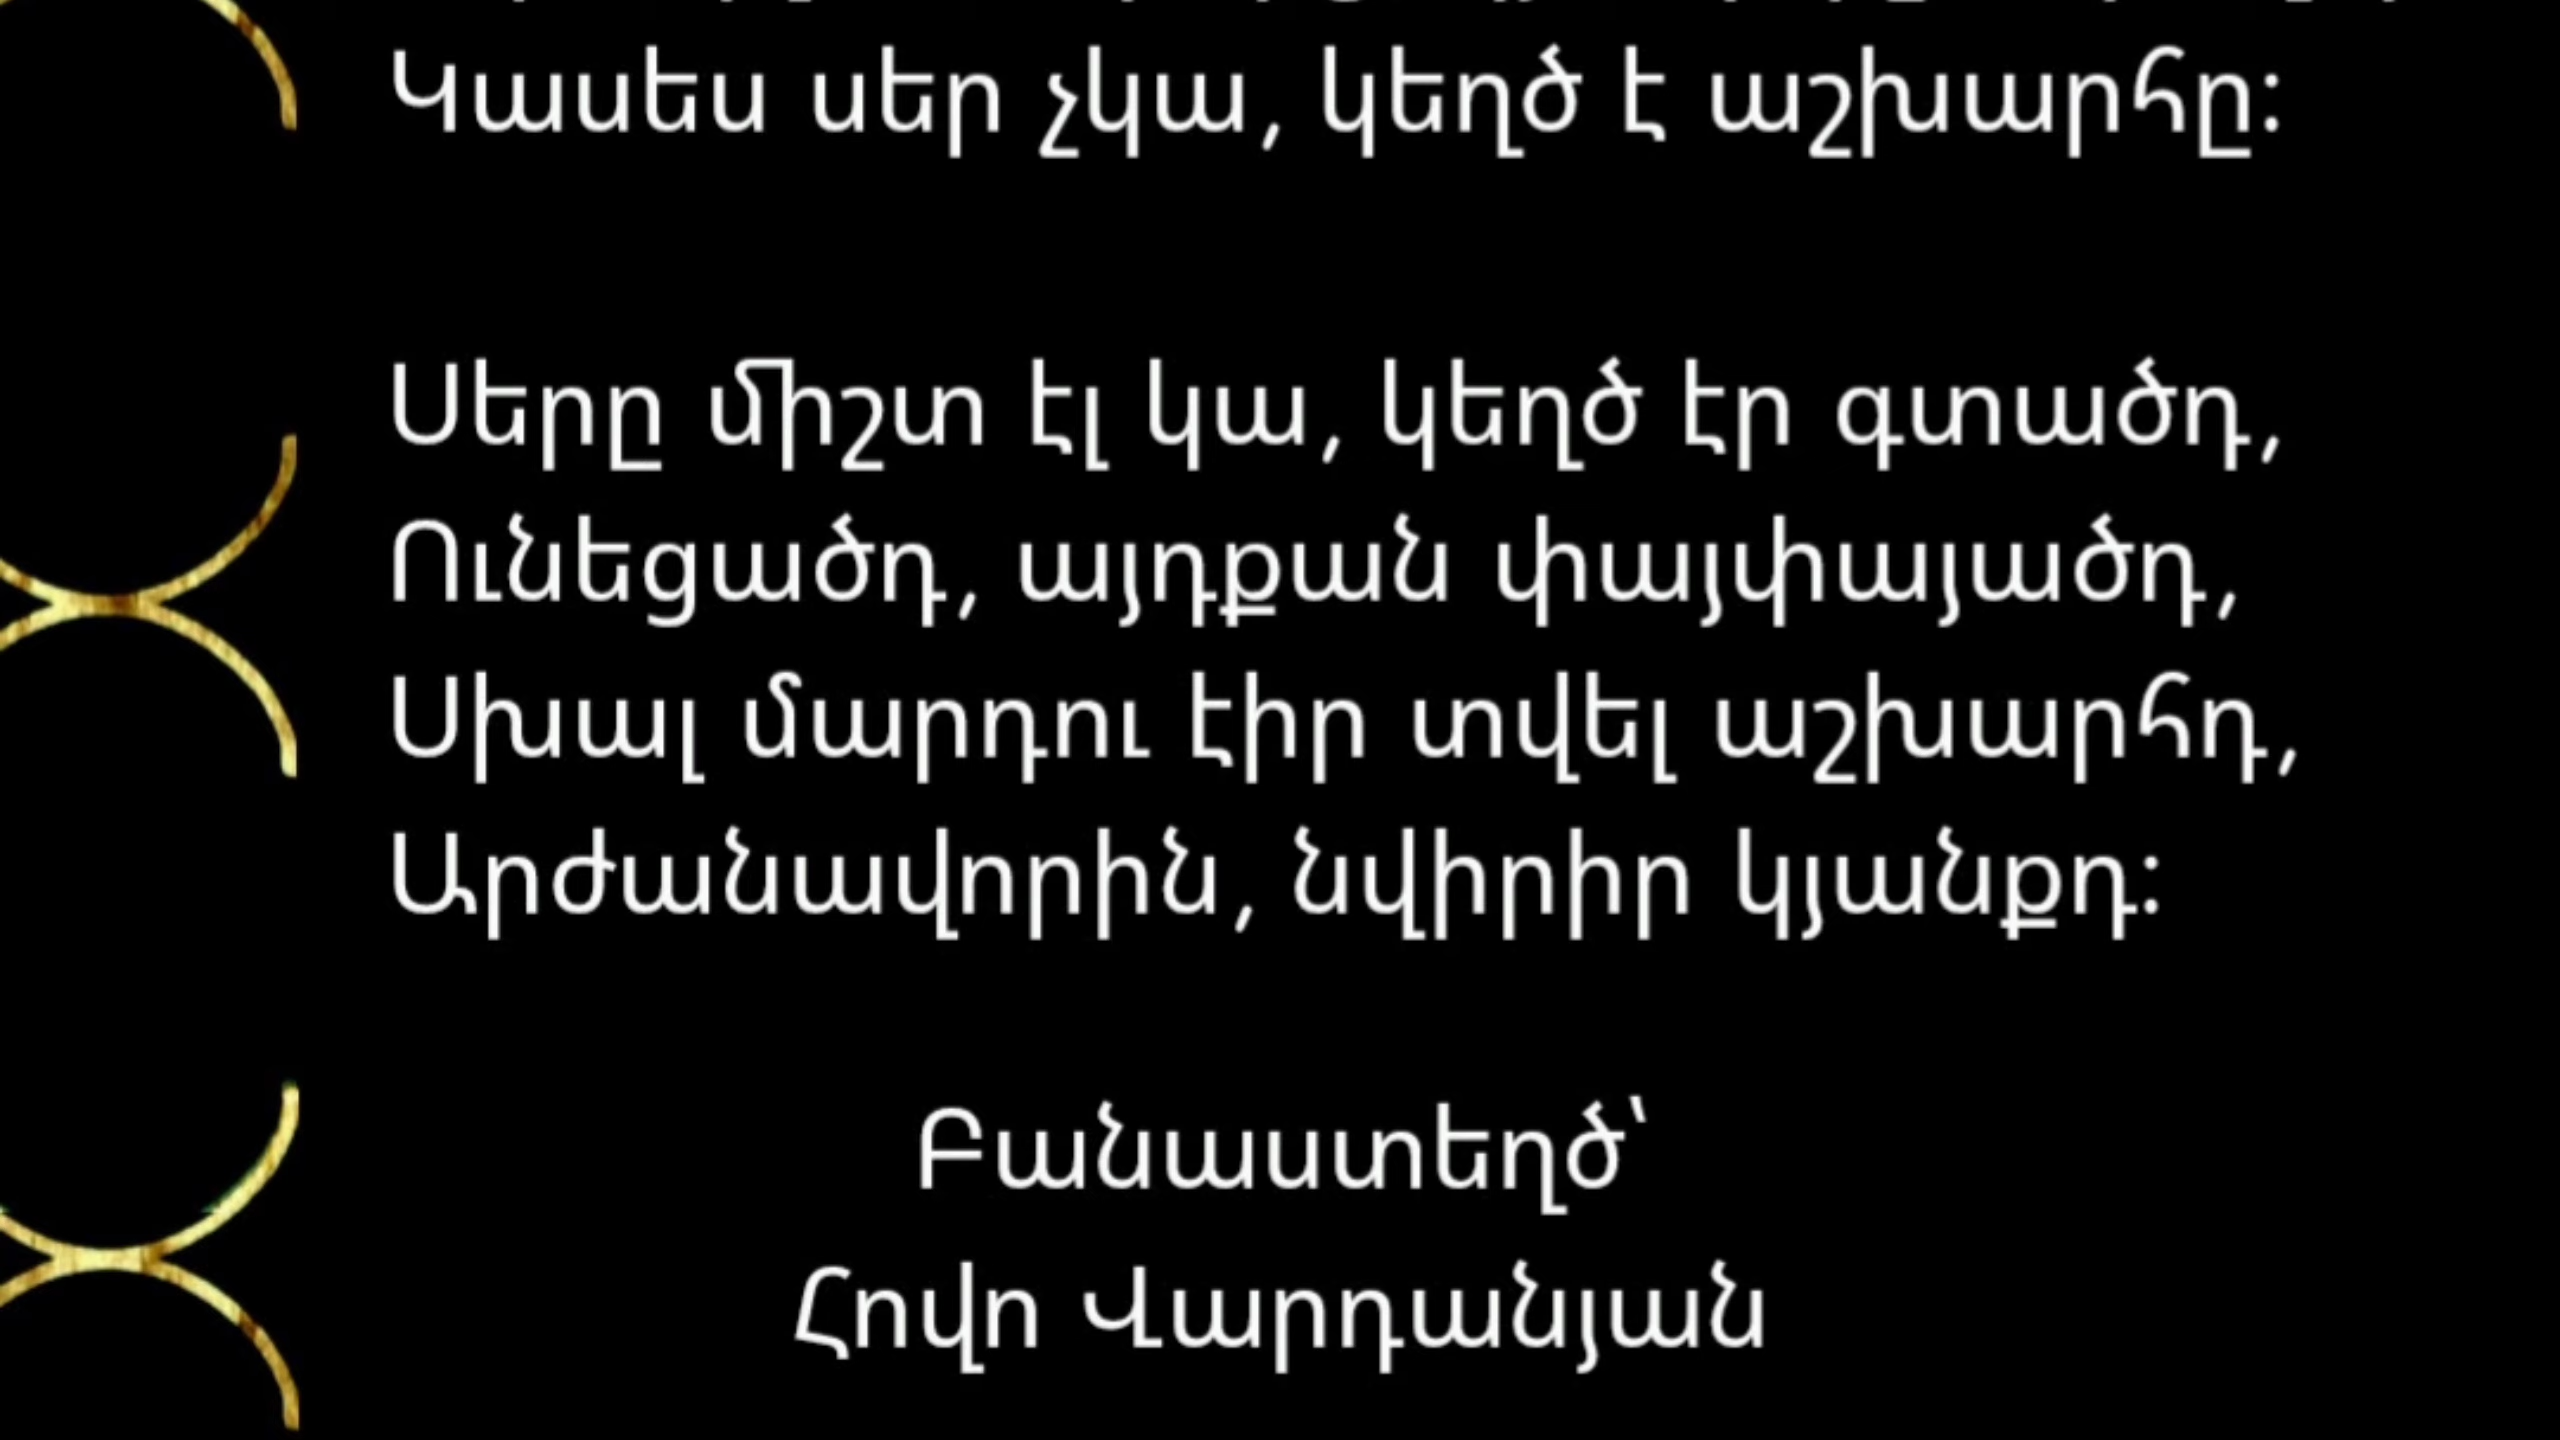 Կասես սեր չկա, կեղծ է աշխարհը:
Սերը միշտ էլ կա, կեղծ էր գտածդ,
Ունեցածդ, այդքան փայփայածդ,
Սխալ մարդու էիր տվել աշխարհդ,
Արժանավորին, նվիրիր կյանքդ:
Բանաստեղծ՝
Հովո Վարդանյան